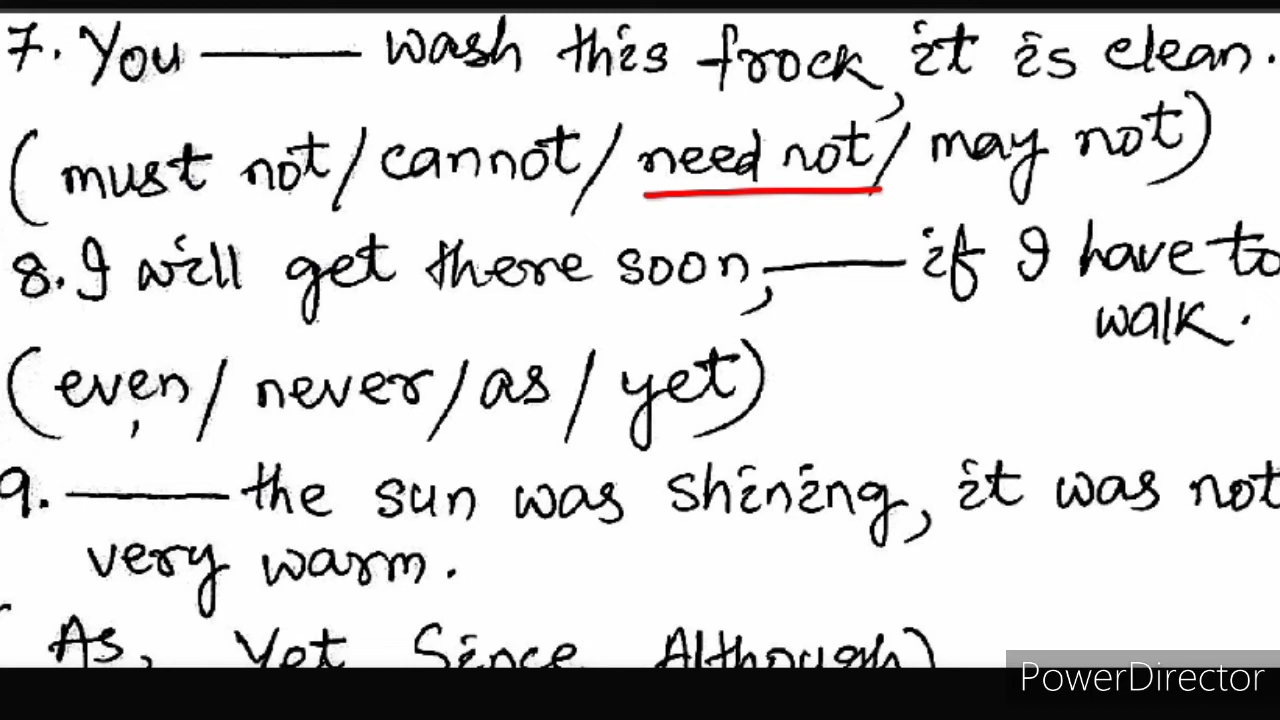 7. You —— wash this frock, it is clean.
(must not/cannot/need not/may not)
8. I will get there soon, —— if I have to
walk.
(even/never/as/yet)
9. —— the sun was shining, it was not
very warm.
As, Yet Since Although)
PowerDirector